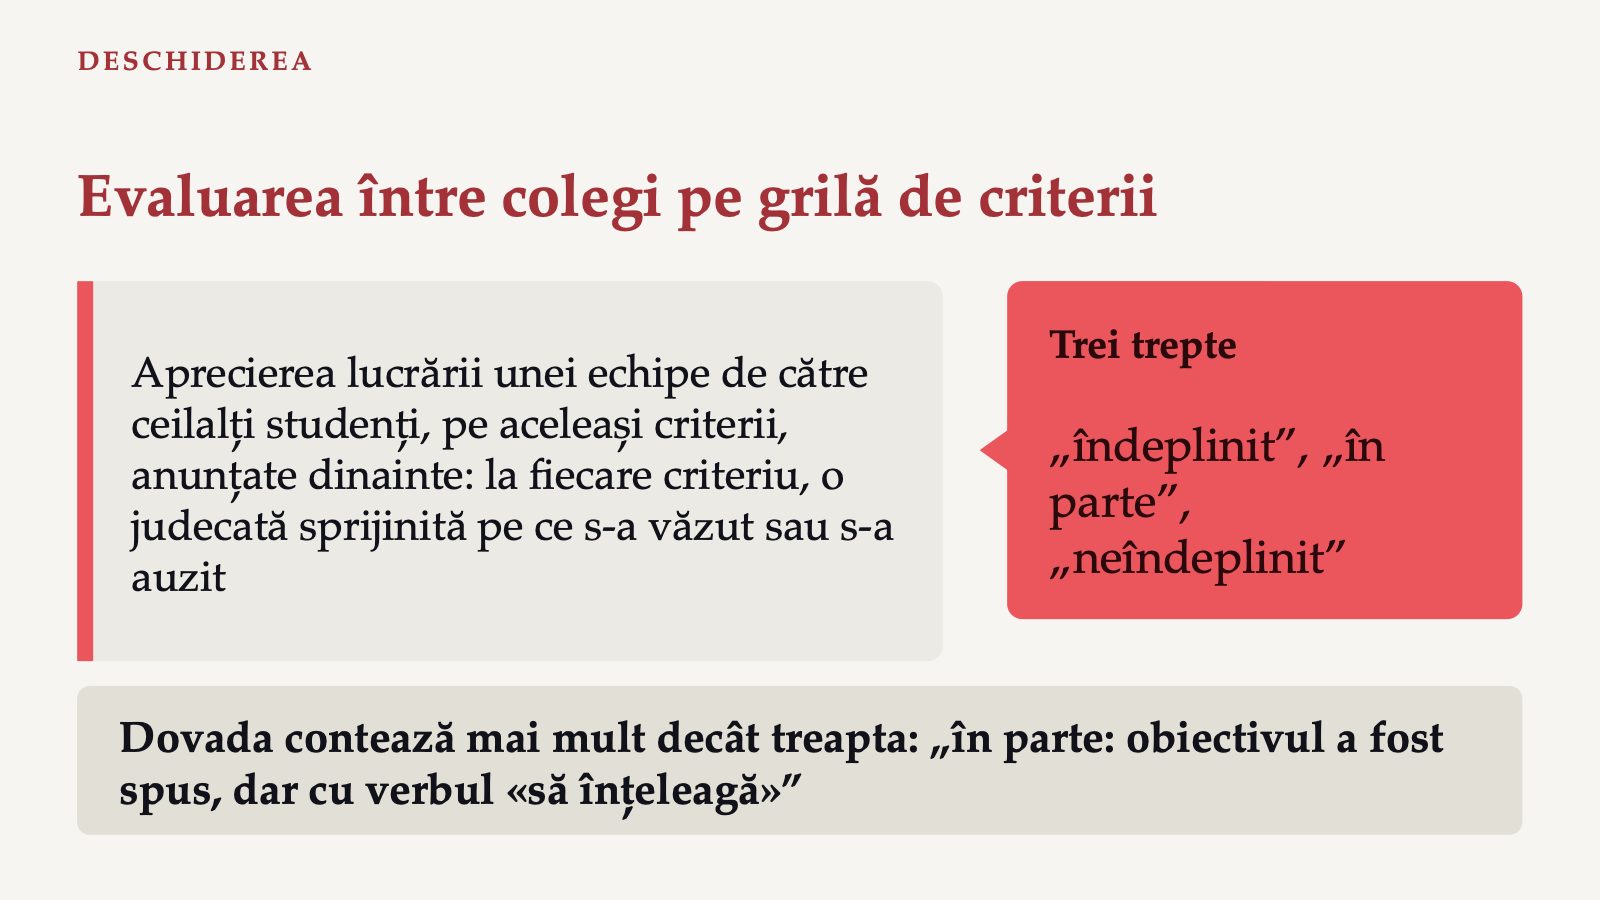 DESCHIDEREA
Evaluarea între colegi pe grilă de criterii
Aprecierea lucrării unei echipe de către
ceilalți studenți, pe aceleași criterii,
anunțate dinainte: la fiecare criteriu, o
judecată sprijinită pe ce s-a văzut sau s-a
auzit
Trei trepte
„îndeplinit”, „în
parte”,
„neîndeplinit”
Dovada contează mai mult decât treapta: „în parte: obiectivul a fost
spus, dar cu verbul «să înțeleagă»”